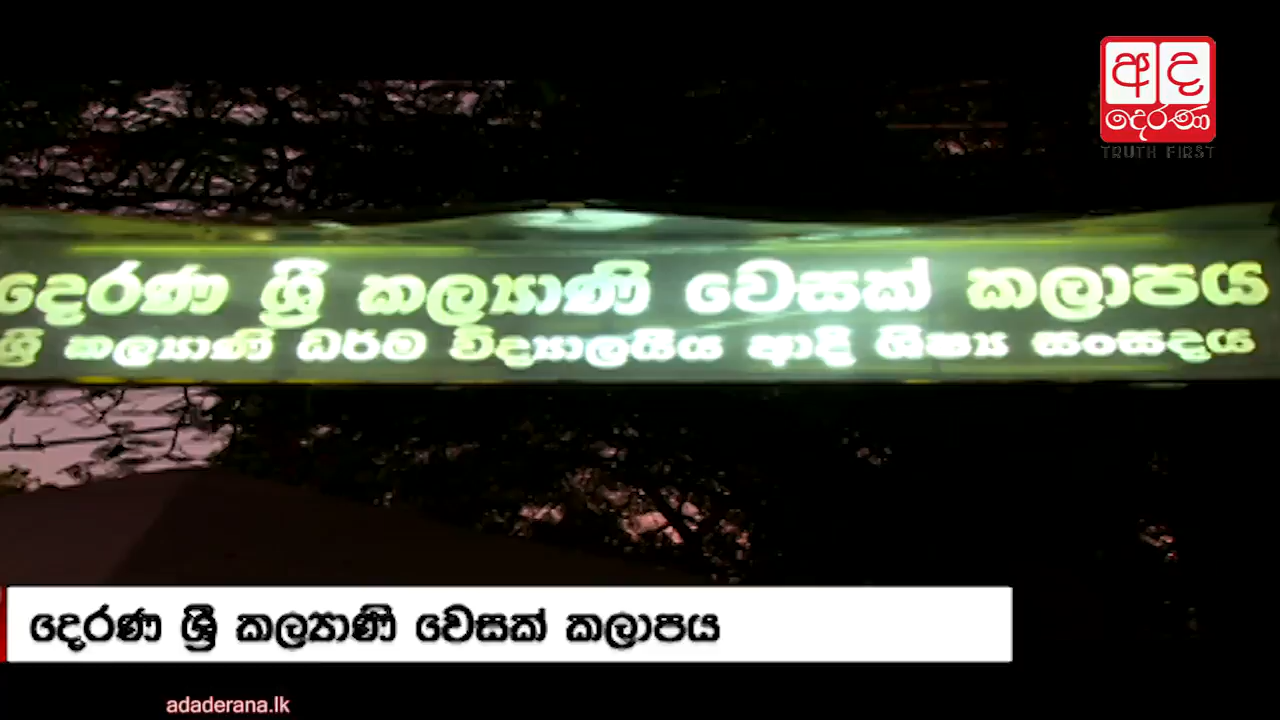 අද
දෙරණ
TRUTH FIRST
දෙරණ ශ්‍රී කල්‍යාණි වෙසක් කලාපය
ශ්‍රී කල්‍යාණි ධර්ම විද්‍යාලයීය ආදි ශිෂ්‍ය සංසදය
දෙරණ ශ්‍රී කල්‍යාණි වෙසක් කලාපය
adaderana.lk